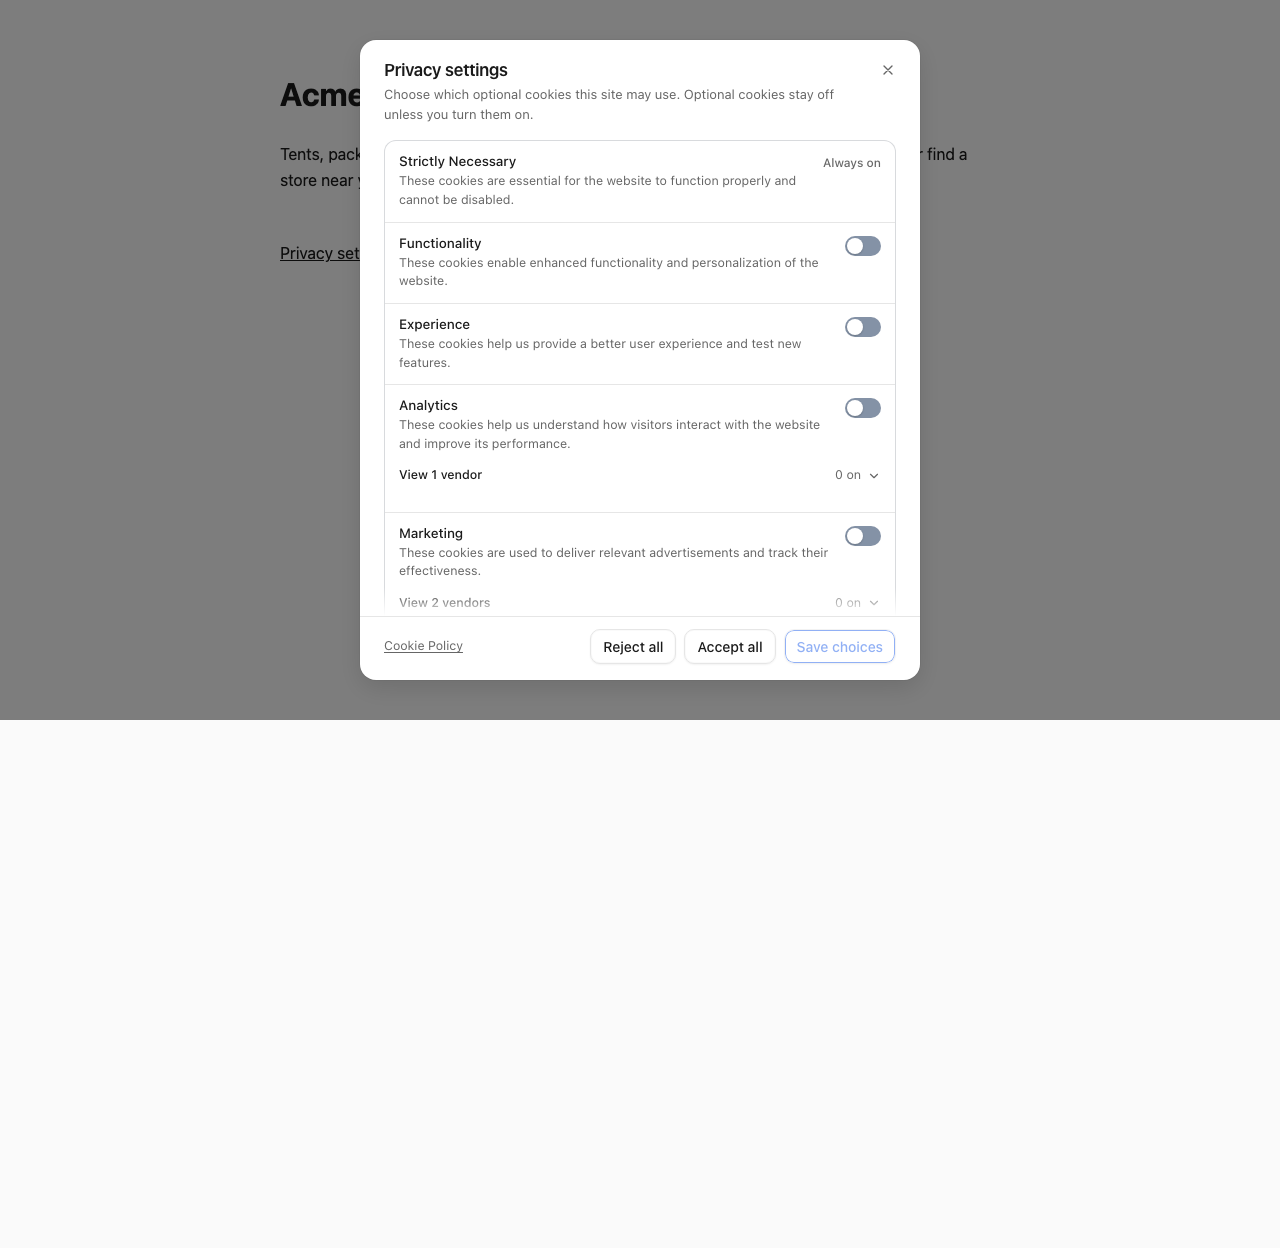 Privacy settings
Choose which optional cookies this site may use. Optional cookies stay off
unless you turn them on.
Acme
Tents, pack
find a
store near
Privacy set
Strictly Necessary
Always on
These cookies are essential for the website to function properly and
cannot be disabled.
Functionality
These cookies enable enhanced functionality and personalization of the
website.
Experience
These cookies help us provide a better user experience and test new
features.
Analytics
These cookies help us understand how visitors interact with the website
and improve its performance.
View 1 vendor
0 on
Marketing
These cookies are used to deliver relevant advertisements and track their
effectiveness.
View 2 vendors
0 on
Cookie Policy
Reject all
Accept all
Save choices